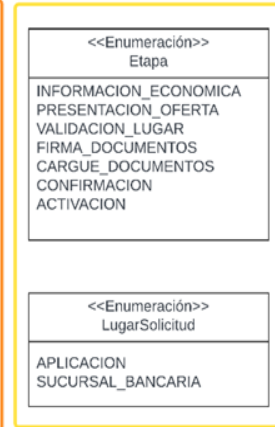 <<Enumeración>>
Etapa
INFORMACION_ECONOMICA
PRESENTACION_OFERTA
VALIDACION_LUGAR
FIRMA_DOCUMENTOS
CARGUE_DOCUMENTOS
CONFIRMACION
ACTIVACION
<<Enumeración>>
LugarSolicitud
APLICACION
SUCURSAL_BANCARIA